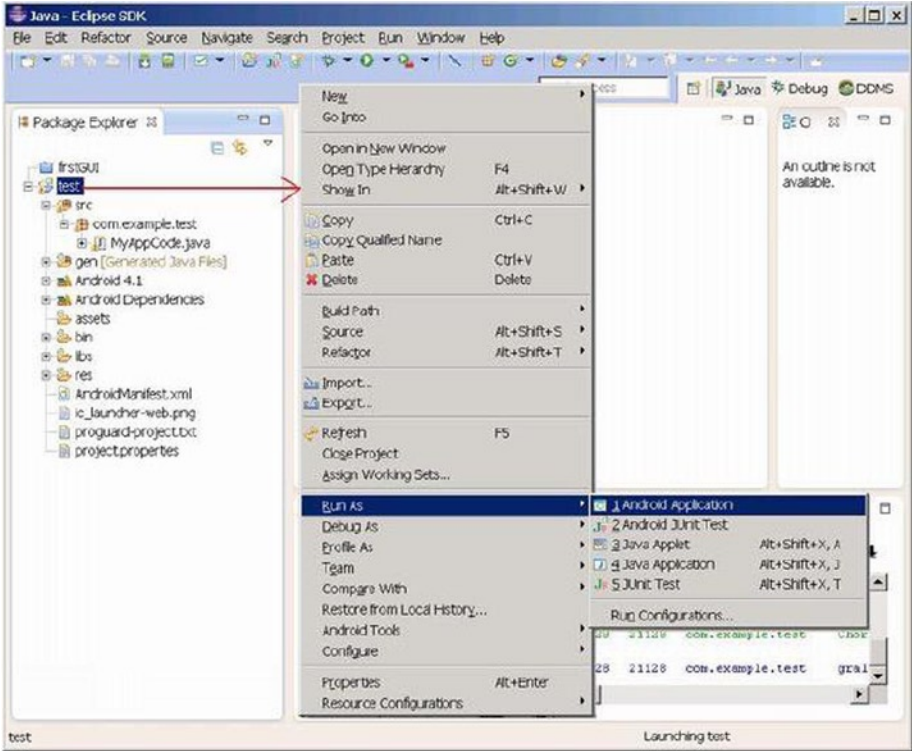 Java - Eclipse SDK
File Edit Refactor Source Navigate Search Project Run Window Help
Java Debug DDMS
Package Explorer
firstGUI
test
src
com.example.test
MyAppCode.java
gen [Generated Java Files]
Android 4.1
Android Dependencies
assets
bin
libs
res
AndroidManifest.xml
ic_launcher-web.png
proguard-project.txt
project.properties
New
Go Into
Open in New Window
Open Type Hierarchy F4
Show In Alt+Shift+W
Copy Ctrl+C
Copy Qualified Name
Paste Ctrl+V
Delete Delete
Build Path
Source Alt+Shift+S
Refactor Alt+Shift+T
Import...
Export...
Refresh F5
Close Project
Assign Working Sets...
Run As
Debug As
Profile As
Team
Compare With
Restore from Local History...
Android Tools
Configure
Properties Alt+Enter
Resource Configurations
1 Android Application
2 Android JUnit Test
3 Java Applet Alt+Shift+X, A
4 Java Application Alt+Shift+X, J
5 JUnit Test Alt+Shift+X, T
Run Configurations...
O
An outline is not
available.
29 21128 com.example.test Chor
28 21128 com.example.test gral
test
Launching test